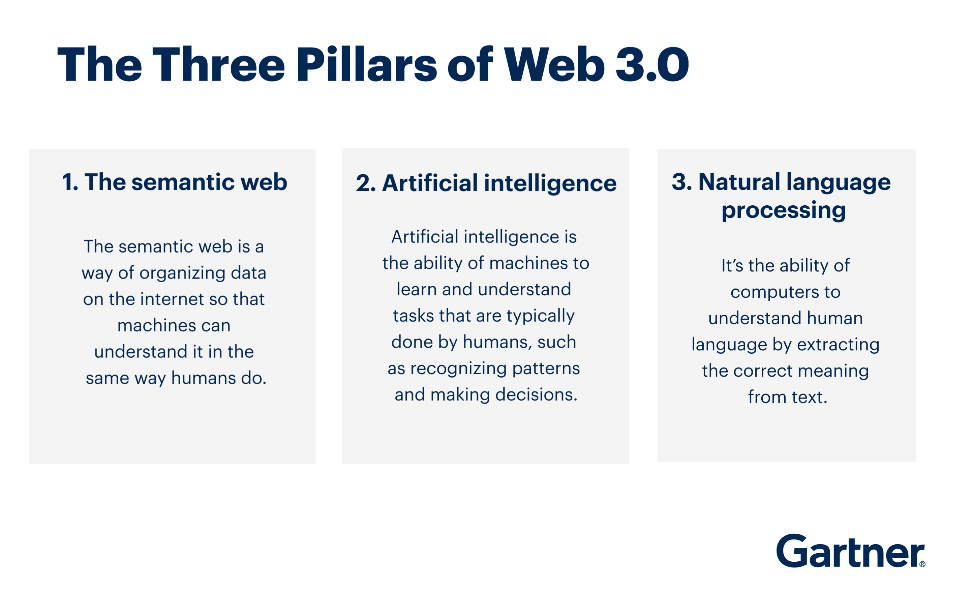 The Three Pillars of Web 3.0
1. The semantic web
The semantic web is a
way of organizing data
on the internet so that
machines can
understand it in the
same way humans do.
2. Artificial intelligence
Artificial intelligence is
the ability of machines to
learn and understand
tasks that are typically
done by humans, such
as recognizing patterns
and making decisions.
3. Natural language
processing
It’s the ability of
computers to
understand human
language by extracting
the correct meaning
from text.
Gartner®